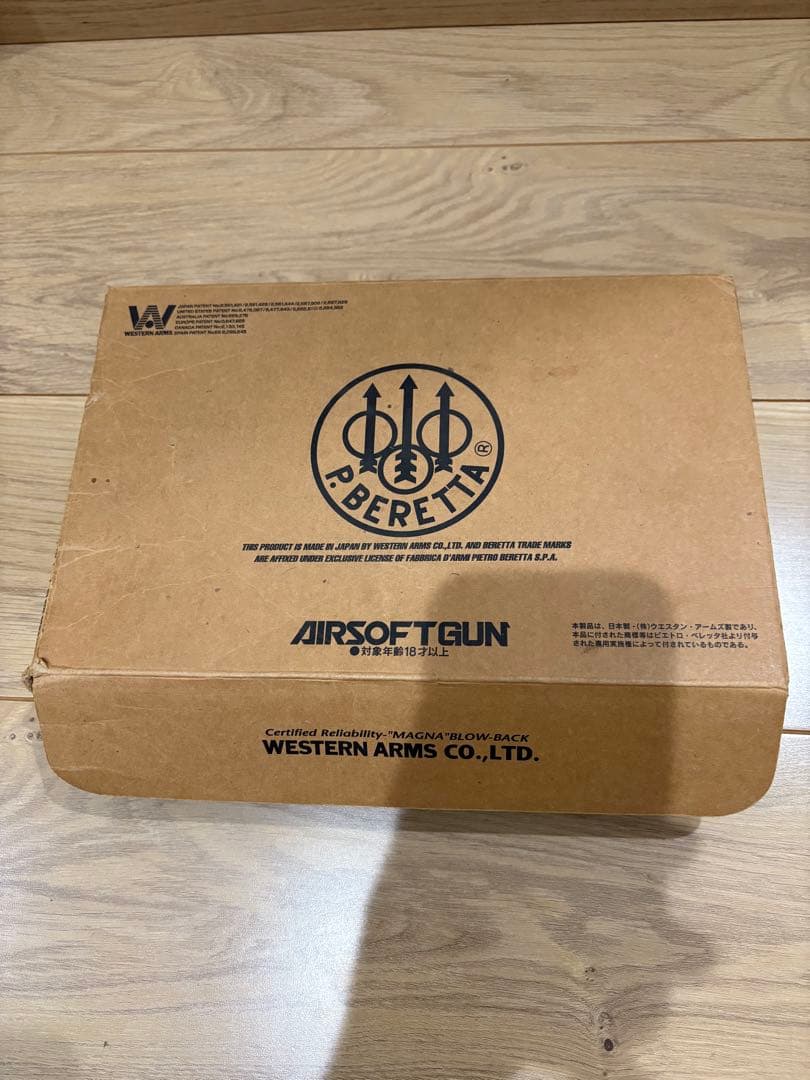 WESTERN ARMS
P. BERETTA ®
THIS PRODUCT IS MADE IN JAPAN BY WESTERN ARMS CO.,LTD. AND BERETTA TRADE MARKS
ARE AFFIXED UNDER EXCLUSIVE LICENSE OF FABBRICA D'ARMI PIETRO BERETTA S.P.A.
AIRSOFTGUN
●対象年齢18才以上
本製品は、日本製・(株)ウエスタン・アームズ製であり、
本品に付された商標等はピエトロ・ベレッタ社より付与
された専用実施権によって付されているものである。
Certified Reliability-"MAGNA"BLOW-BACK
WESTERN ARMS CO.,LTD.